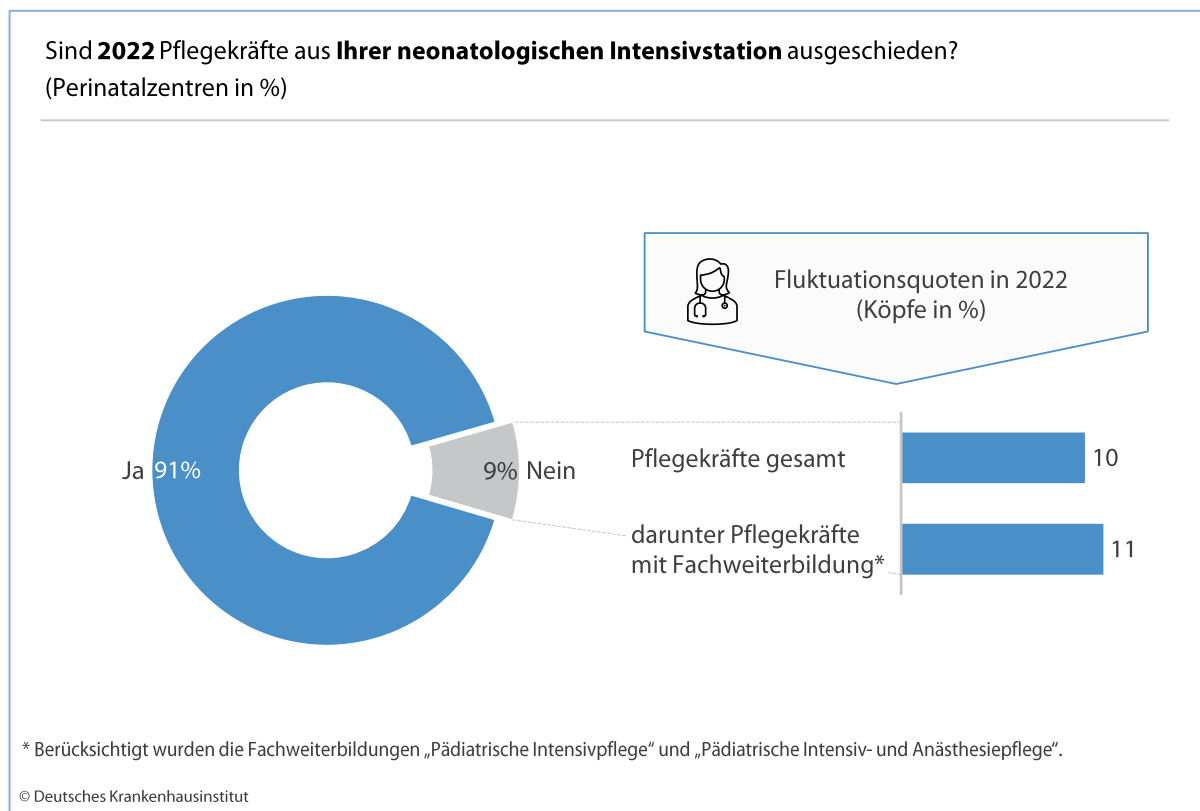 Sind 2022 Pflegekräfte aus Ihrer neonatologischen Intensivstation ausgeschieden?
(Perinatalzentren in %)
Fluktuationsquoten in 2022
(Köpfe in %)
Ja 91%
9% Nein
Pflegekräfte gesamt 10
darunter Pflegekräfte
mit Fachweiterbildung* 11
* Berücksichtigt wurden die Fachweiterbildungen „Pädiatrische Intensivpflege“ und „Pädiatrische Intensiv- und Anästhesiepflege“.
© Deutsches Krankenhausinstitut